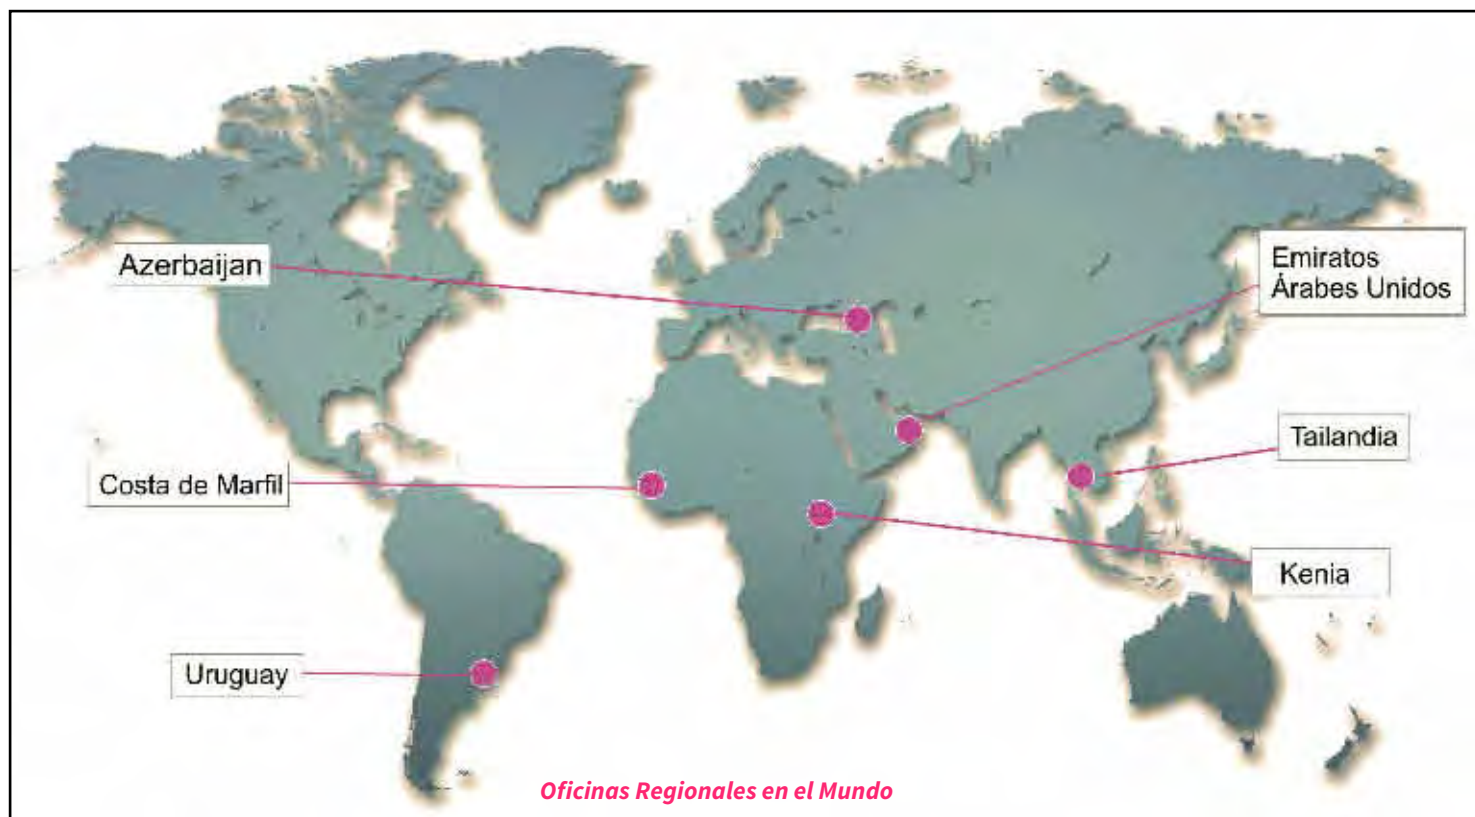 Azerbaijan
Emiratos
Árabes Unidos
Tailandia
Costa de Marfil
Kenia
Uruguay
Oficinas Regionales en el Mundo